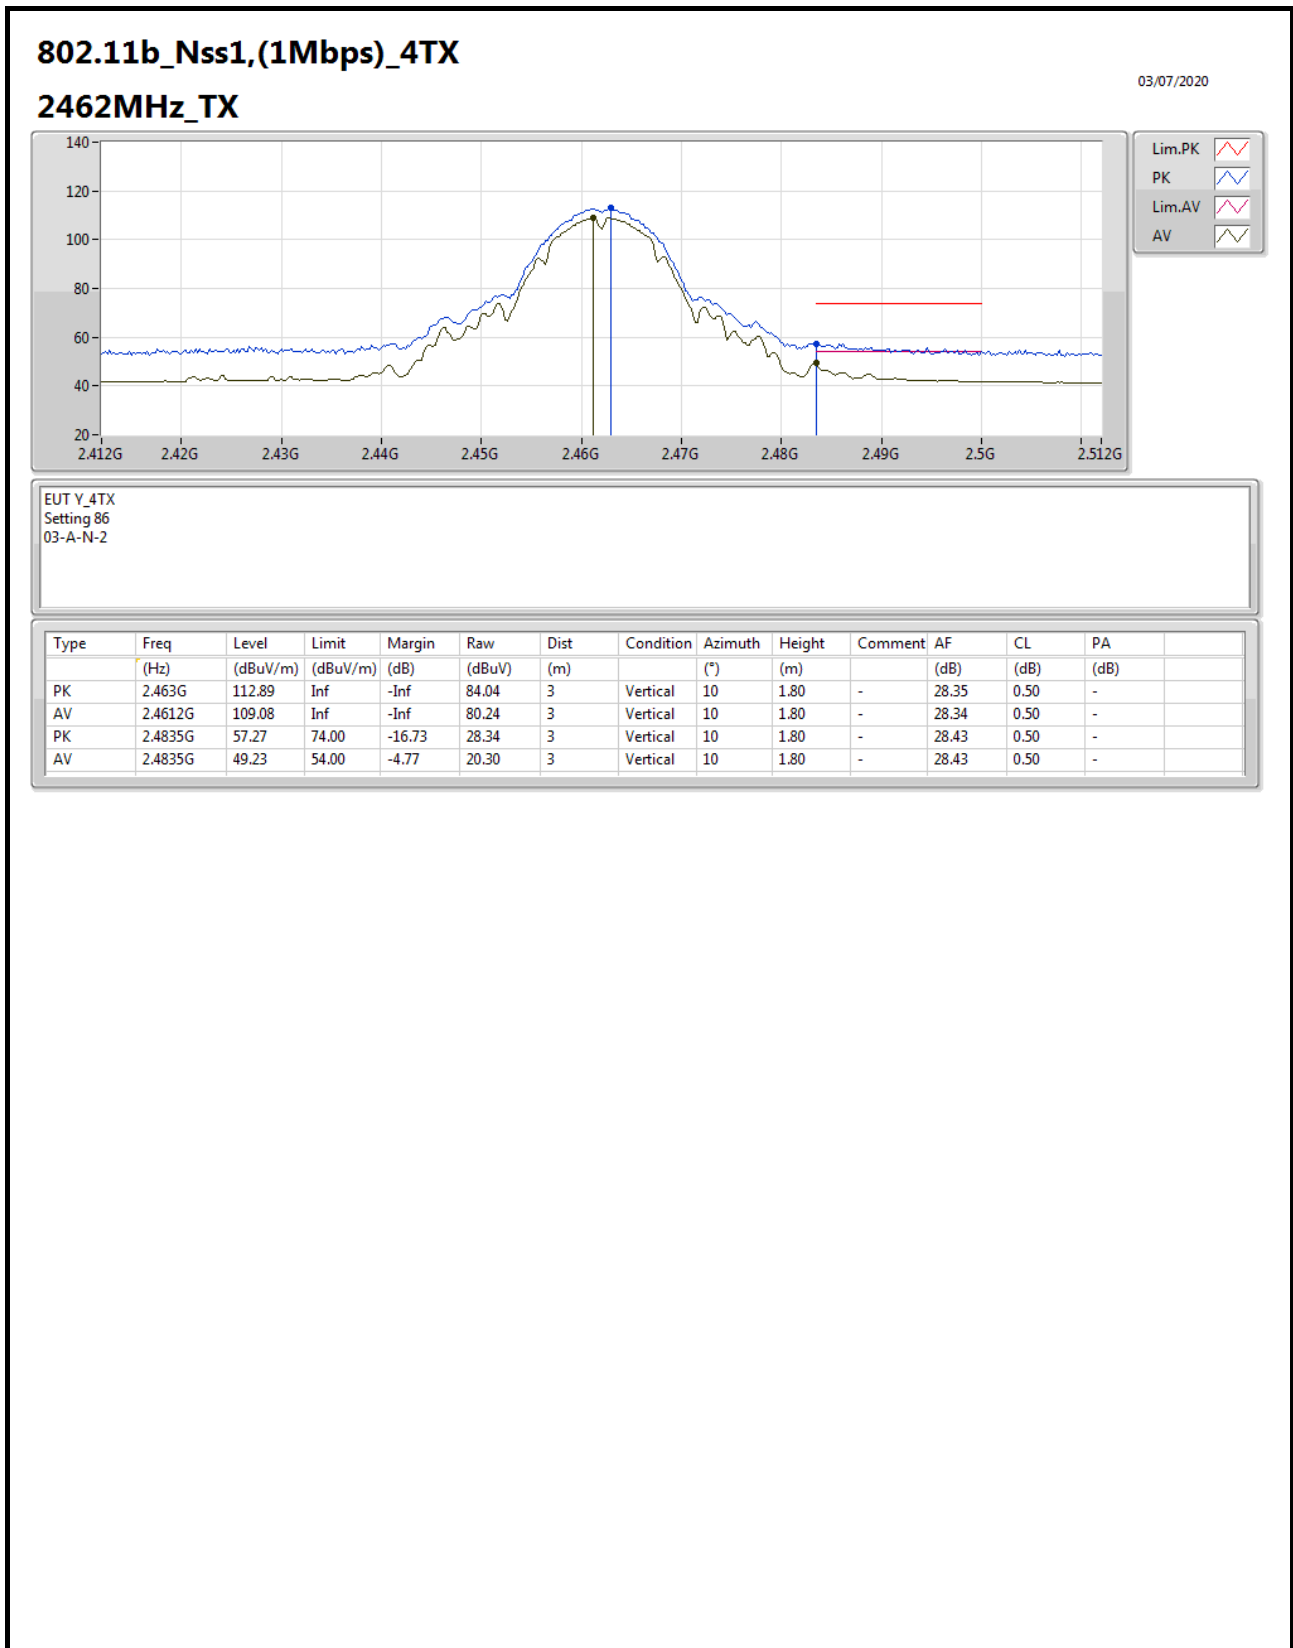 802.11b_Nss1,(1Mbps)_4TX
03/07/2020
2462MHz_TX
140
120
100
80
60
40
20
2.412G 2.42G 2.43G 2.44G 2.45G 2.46G 2.47G 2.48G 2.49G 2.5G 2.512G
Lim.PK
PK
Lim.AV
AV
EUT Y_4TX
Setting 86
03-A-N-2
Type Freq Level Limit Margin Raw Dist Condition Azimuth Height Comment AF CL PA
(Hz) (dBuV/m) (dBuV/m) (dB) (dBuV) (m) (°) (m) (dB) (dB) (dB)
PK 2.463G 112.89 Inf -Inf 84.04 3 Vertical 10 1.80 - 28.35 0.50 -
AV 2.4612G 109.08 Inf -Inf 80.24 3 Vertical 10 1.80 - 28.34 0.50 -
PK 2.4835G 57.27 74.00 -16.73 28.34 3 Vertical 10 1.80 - 28.43 0.50 -
AV 2.4835G 49.23 54.00 -4.77 20.30 3 Vertical 10 1.80 - 28.43 0.50 -